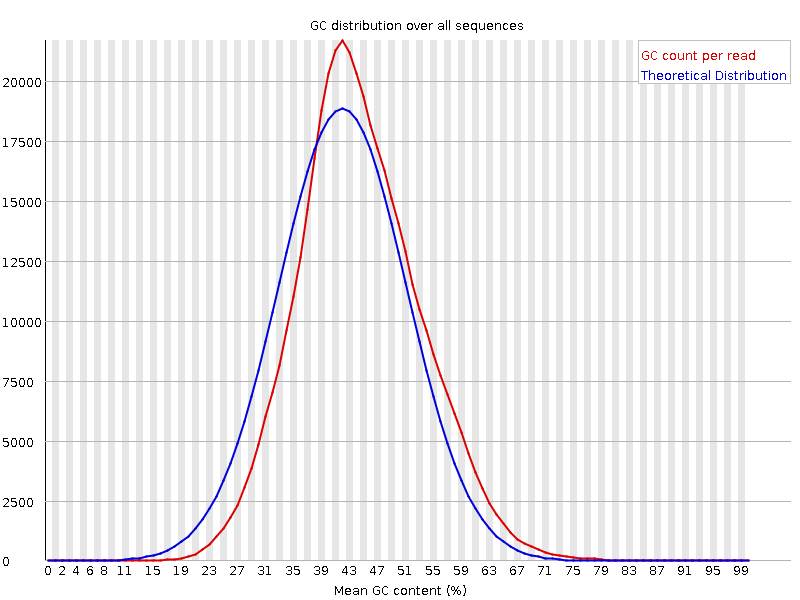 GC distribution over all sequences
GC count per read
Theoretical Distribution
20000
17500
15000
12500
10000
7500
5000
2500
0
0 2 4 6 8 11 15 19 23 27 31 35 39 43 47 51 55 59 63 67 71 75 79 83 87 91 95 99
Mean GC content (%)